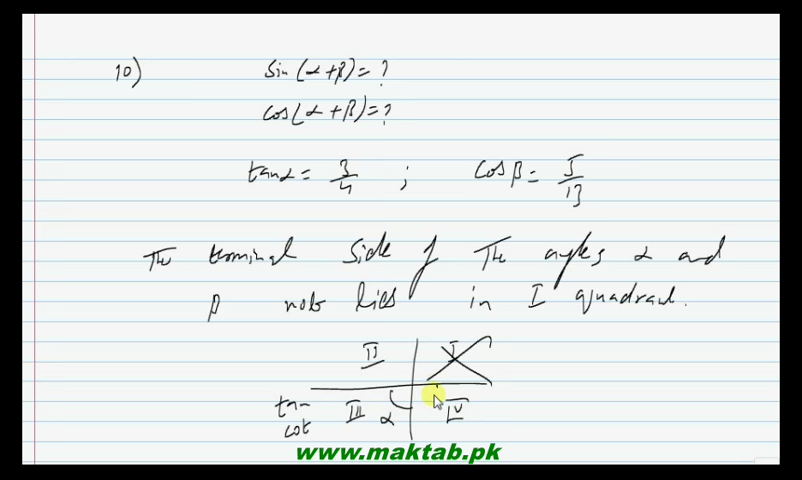 10) Sin(α+β)=?
Cos(α+β)=?
tanα= 3/4 ; Cosβ= 5/13
The terminal side of the angles α and
β not lies in I quadrant.
II I
tan III α IV
cot
www.maktab.pk